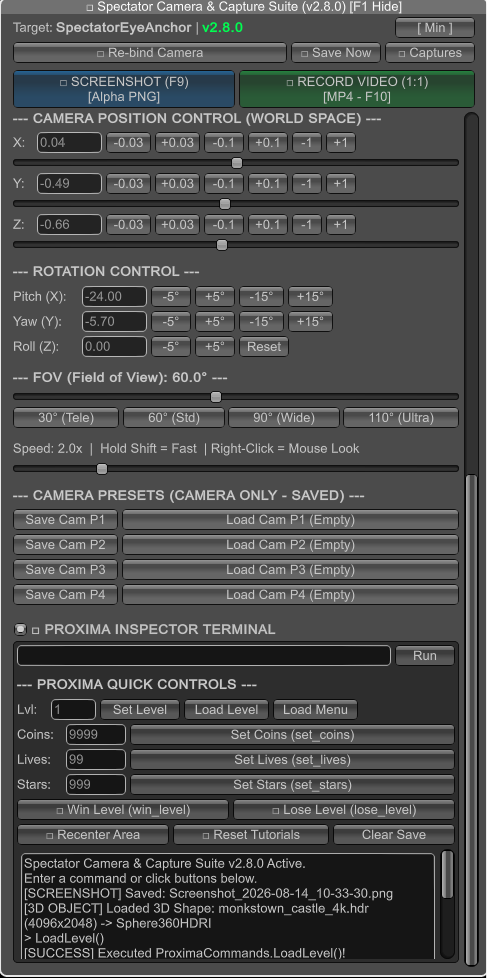 □ Spectator Camera & Capture Suite (v2.8.0) [F1 Hide]
Target: SpectatorEyeAnchor | v2.8.0 [ Min ]
□ Re-bind Camera □ Save Now □ Captures
□ SCREENSHOT (F9) □ RECORD VIDEO (1:1)
[Alpha PNG] [MP4 - F10]
--- CAMERA POSITION CONTROL (WORLD SPACE) ---
X: 0.04 -0.03 +0.03 -0.1 +0.1 -1 +1
Y: -0.49 -0.03 +0.03 -0.1 +0.1 -1 +1
Z: -0.66 -0.03 +0.03 -0.1 +0.1 -1 +1
--- ROTATION CONTROL ---
Pitch (X): -24.00 -5° +5° -15° +15°
Yaw (Y): -5.70 -5° +5° -15° +15°
Roll (Z): 0.00 -5° +5° Reset
--- FOV (Field of View): 60.0° ---
30° (Tele) 60° (Std) 90° (Wide) 110° (Ultra)
Speed: 2.0x | Hold Shift = Fast | Right-Click = Mouse Look
--- CAMERA PRESETS (CAMERA ONLY - SAVED) ---
Save Cam P1 Load Cam P1 (Empty)
Save Cam P2 Load Cam P2 (Empty)
Save Cam P3 Load Cam P3 (Empty)
Save Cam P4 Load Cam P4 (Empty)
□ PROXIMA INSPECTOR TERMINAL
Run
--- PROXIMA QUICK CONTROLS ---
Lvl: 1 Set Level Load Level Load Menu
Coins: 9999 Set Coins (set_coins)
Lives: 99 Set Lives (set_lives)
Stars: 999 Set Stars (set_stars)
□ Win Level (win_level) □ Lose Level (lose_level)
□ Recenter Area □ Reset Tutorials Clear Save
Spectator Camera & Capture Suite v2.8.0 Active.
Enter a command or click buttons below.
[SCREENSHOT] Saved: Screenshot_2026-08-14_10-33-30.png
[3D OBJECT] Loaded 3D Shape: monkstown_castle_4k.hdr
(4096x2048) -> Sphere360HDRI
> LoadLevel()
[SUCCESS] Executed ProximaCommands.LoadLevel()!